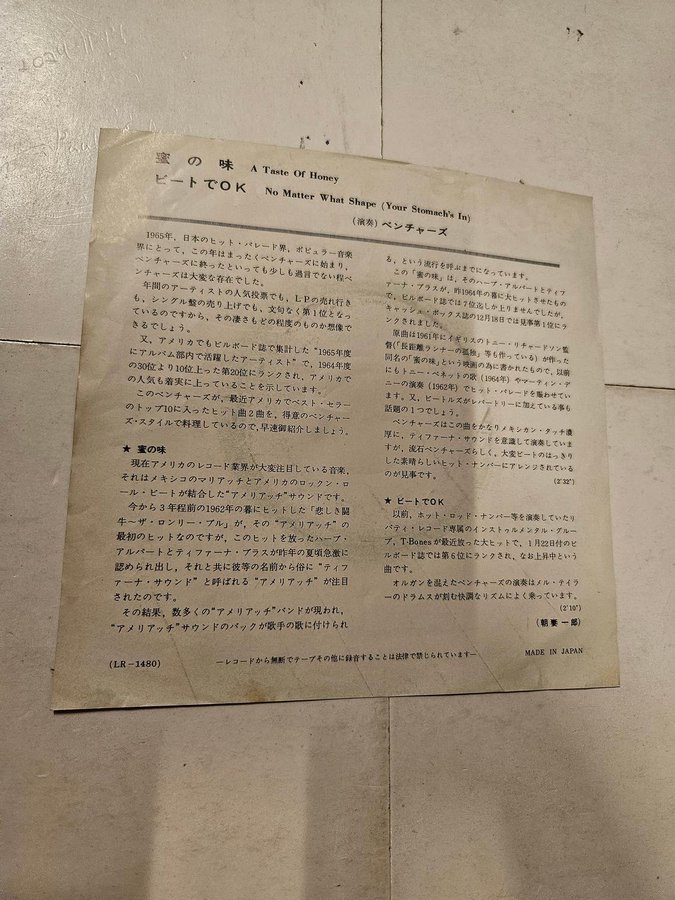 2024.11.14
蜜の味 A Taste Of Honey
ビートでOK No Matter What Shape (Your Stomach's In)
(演奏) ベンチャーズ
1965年，日本のヒット・パレード界，ポピュラー音楽
界にとって，この年はまったくベンチャーズに始まり，
ベンチャーズに終ったといっても少しも過言でない程ベ
ンチャーズは大変な存在でした。
年間のアーティストの人気投票でも，LPの売れ行き
も，シングル盤の売り上げでも，文句なく第1位となっ
ているのですから，その凄さもどの程度のものか想像で
きるでしょう。
又，アメリカでもビルボード誌で集計した“1965年度
にアルバム部内で活躍したアーティスト”で，1964年度
の30位より10位上った第20位にランクされ，アメリカで
の人気も着実に上っていることを示しています。
このベンチャーズが，最近アメリカでベスト・セラー
のトップ10に入ったヒット曲2曲を，得意のベンチャー
ズ・スタイルで料理しているので，早速御紹介しましょう。
★ 蜜の味
現在アメリカのレコード業界が大変注目している音楽，
それはメキシコのマリアッチとアメリカのロックン・ロ
ール・ビートが結合した“アメリアッチ”サウンドです。
今から3年程前の1962年の暮にヒットした「悲しき闘
牛〜ザ・ロンリー・ブル」が，その“アメリアッチ”の
最初のヒットなのですが，このヒットを放ったハーブ・
アルパートとティファーナ・ブラスが昨年の夏頃急激に
認められ出し，それと共に彼等の名前から俗に“ティフ
ァーナ・サウンド”と呼ばれる“アメリアッチ”が注目
されたのです。
その結果，数多くの“アメリアッチ”バンドが現われ，
“アメリアッチ”サウンドのバックが歌手の歌に付けられ
る，という流行を呼ぶまでになっています。
この「蜜の味」は，そのハーブ・アルパートとティフ
ァーナ・ブラスが，昨1964年の暮に大ヒットさせたもの
で，ビルボード誌では7位迄しか上りませんでしたが，
キャッシュ・ボックス誌の12月18日では見事第1位にラ
ンクされました。
原曲は1961年にイギリスのトニー・リチャードソン監
督(「長距離ランナーの孤独」等も作っている)が作った
同名の「蜜の味」という映画の為に書かれたもので，以前
にもトニー・ベネットの歌(1964年)やマーティン・デ
ニーの演奏(1962年)でヒット・パレードを賑わせてい
ます。又，ビートルズがレパートリーに加えている事も
話題の1つでしょう。
ベンチャーズはこの曲をかなりメキシカン・タッチ濃
厚に，ティファーナ・サウンドを意識して演奏していま
すが，流石ベンチャーズらしく，大変ビートのはっきり
した素晴らしいヒット・ナンバーにアレンジされている
のが見事です。
(2'32")
★ ビートでOK
以前，ホット・ロッド・ナンバー等を演奏していたリ
バティ・レコード専属のインストゥルメンタル・グルー
プ，T-Bonesが最近放った大ヒットで，1月22日付のビ
ルボード誌では第6位にランクされ，なお上昇中という
曲です。
オルガンを混えたベンチャーズの演奏はメル・テイラ
ーのドラムスが刻む快調なリズムによく乗っています。
(2'10")
(朝妻一郎)
(LR-1480)
―レコードから無断でテープその他に録音することは法律で禁じられています―
MADE IN JAPAN